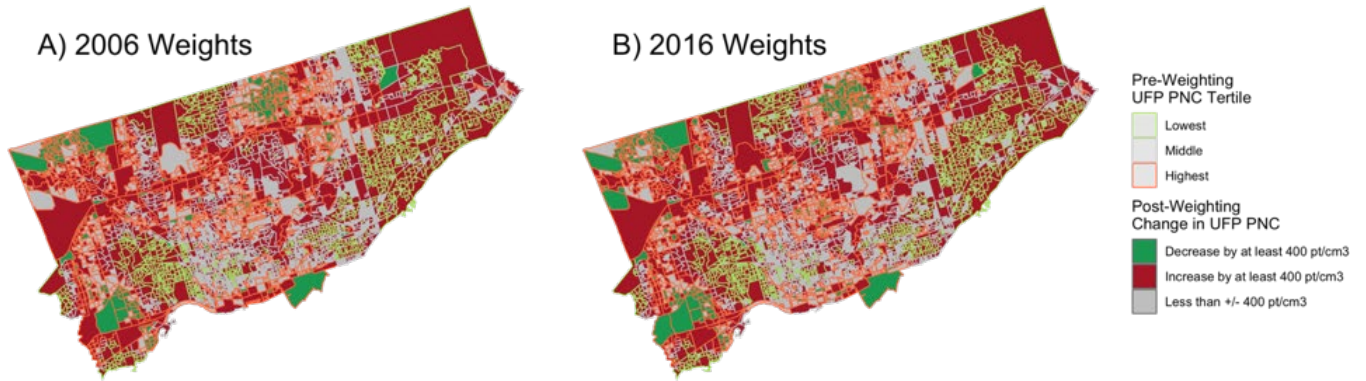 A) 2006 Weights
B) 2016 Weights
Pre-Weighting
UFP PNC Tertile
Lowest
Middle
Highest
Post-Weighting
Change in UFP PNC
Decrease by at least 400 pt/cm3
Increase by at least 400 pt/cm3
Less than +/- 400 pt/cm3